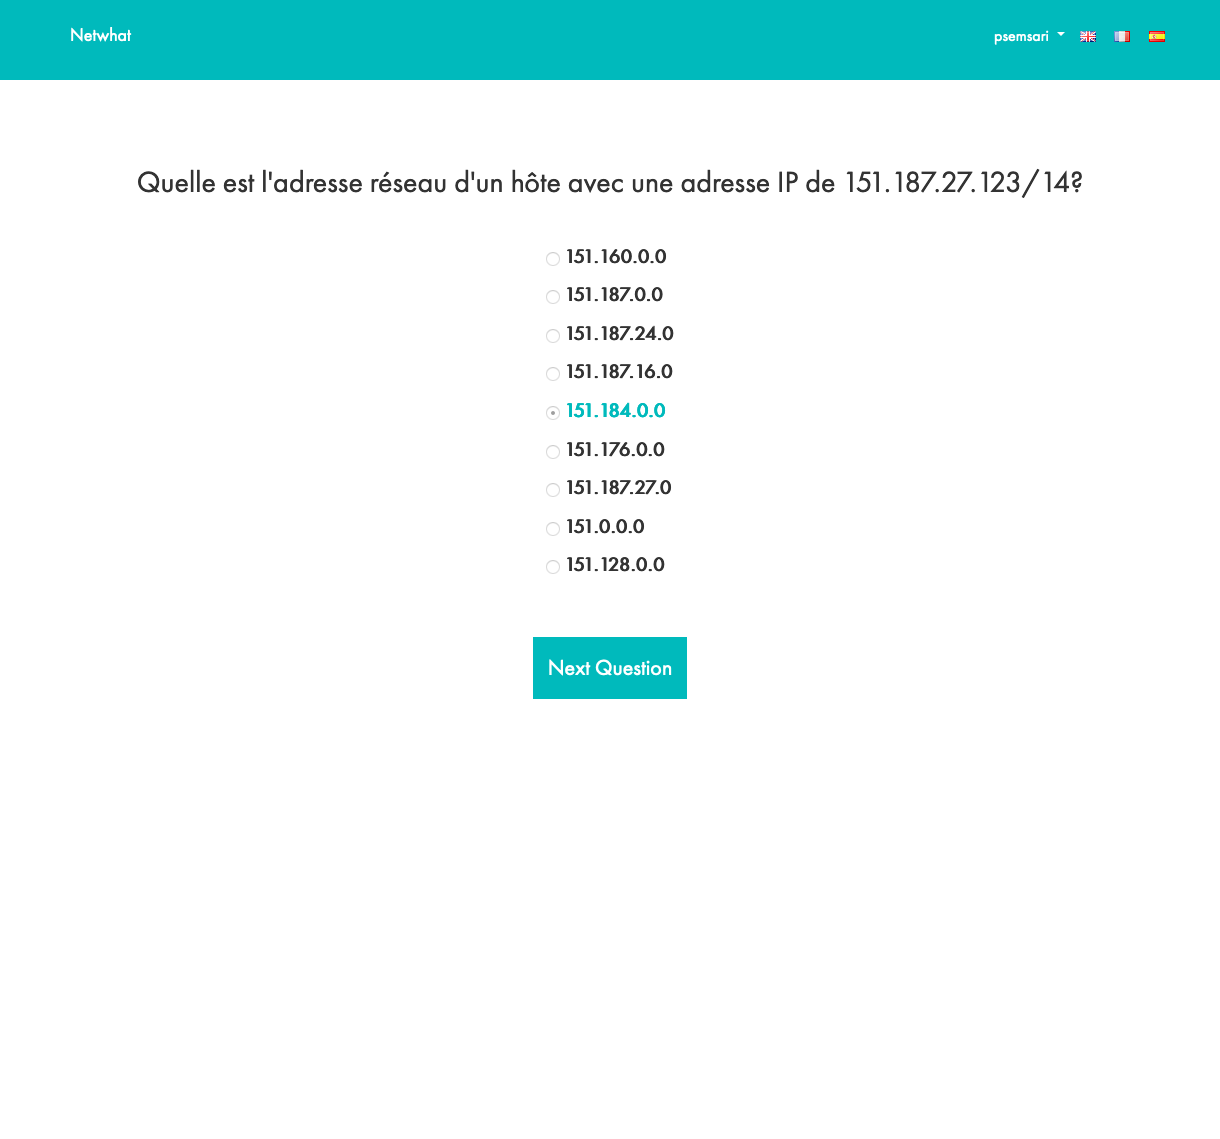 Netwhat
psemsari
Quelle est l'adresse réseau d'un hôte avec une adresse IP de 151.187.27.123/14?
151.160.0.0
151.187.0.0
151.187.24.0
151.187.16.0
151.184.0.0
151.176.0.0
151.187.27.0
151.0.0.0
151.128.0.0
Next Question